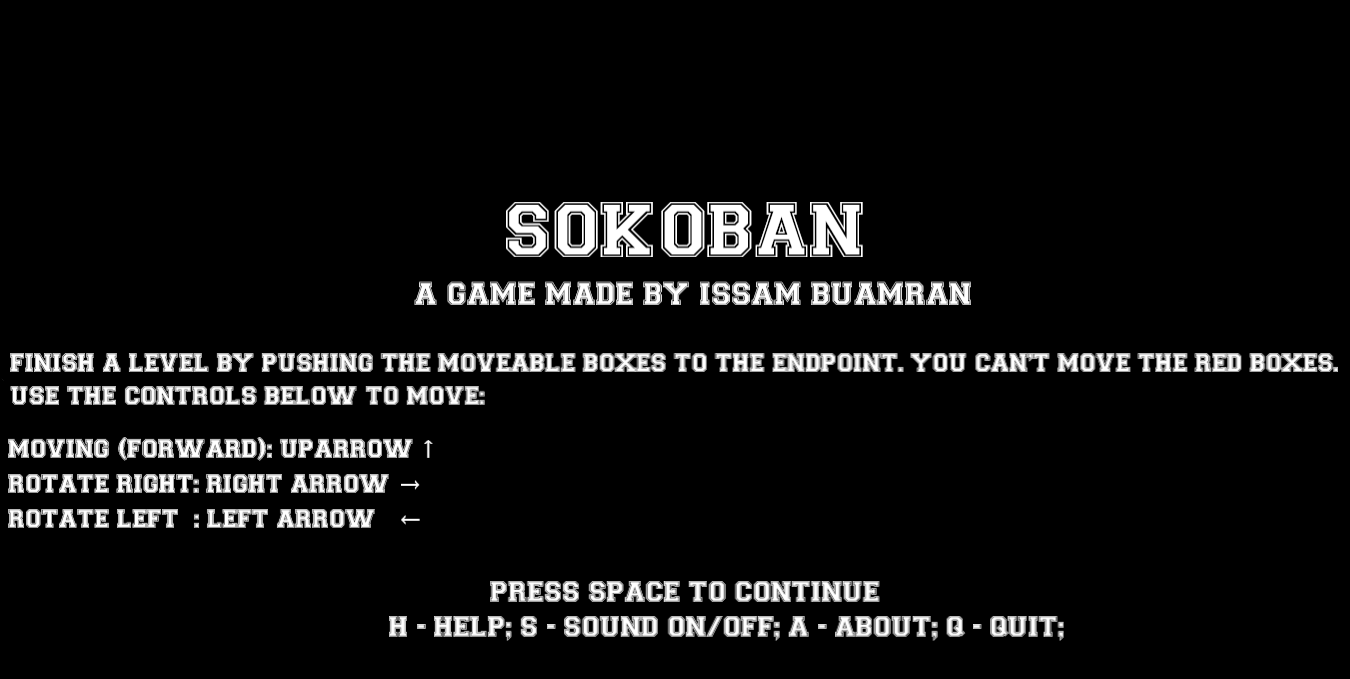 SOKOBAN
A GAME MADE BY ISSAM BUAMRAN
FINISH A LEVEL BY PUSHING THE MOVEABLE BOXES TO THE ENDPOINT. YOU CAN'T MOVE THE RED BOXES.
USE THE CONTROLS BELOW TO MOVE:
MOVING (FORWARD): UPARROW ↑
ROTATE RIGHT: RIGHT ARROW →
ROTATE LEFT : LEFT ARROW ←
PRESS SPACE TO CONTINUE
H - HELP; S - SOUND ON/OFF; A - ABOUT; Q - QUIT;